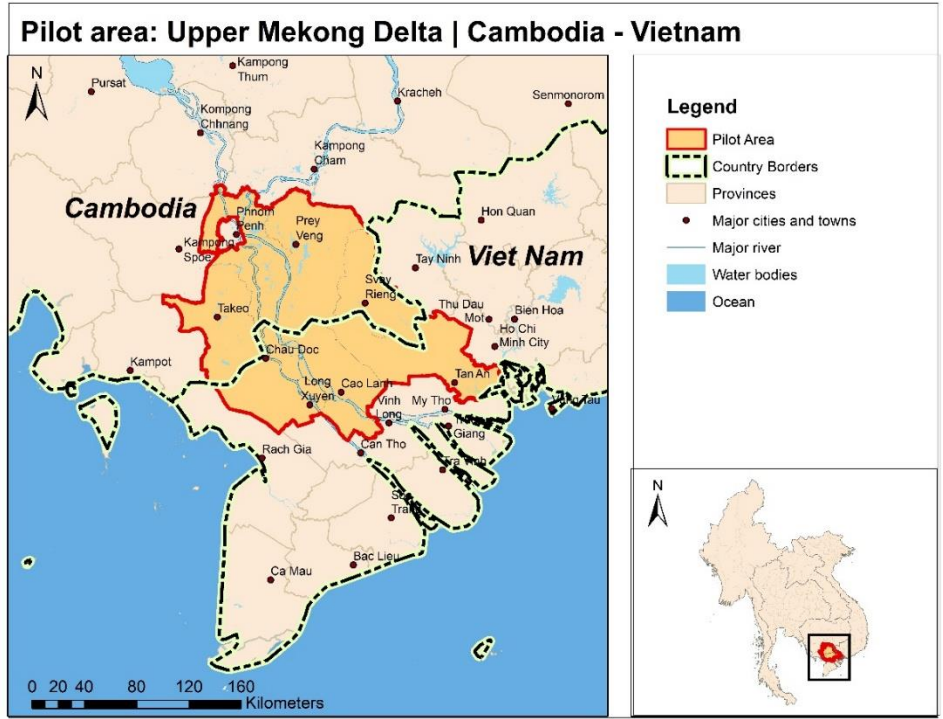 Pilot area: Upper Mekong Delta | Cambodia - Vietnam
N
Pursat
Kampong
Thum
Kracheh
Senmonorom
Kompong
Chhnang
Kampong
Cham
Cambodia
Phnom
Penh
Prey
Veng
Hon Quan
Kampong
Spoe
Tay Ninh
Viet Nam
Svay
Rieng
Takeo
Thu Dau
Mot
Bien Hoa
Ho Chi
Minh City
Chau Doc
Kampot
Long
Xuyen
Cao Lanh
Tan An
Vinh
Long
My Tho
Vung Tau
Giang
Rach Gia
Can Tho
Tra Vinh
Tran
Bac Lieu
Ca Mau
0 20 40 80 120 160
Kilometers
Legend
Pilot Area
Country Borders
Provinces
Major cities and towns
Major river
Water bodies
Ocean
N